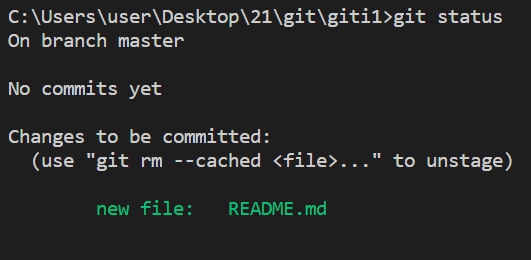 C:\Users\user\Desktop\21\git\giti1>git status
On branch master
No commits yet
Changes to be committed:
(use "git rm --cached <file>..." to unstage)
new file: README.md